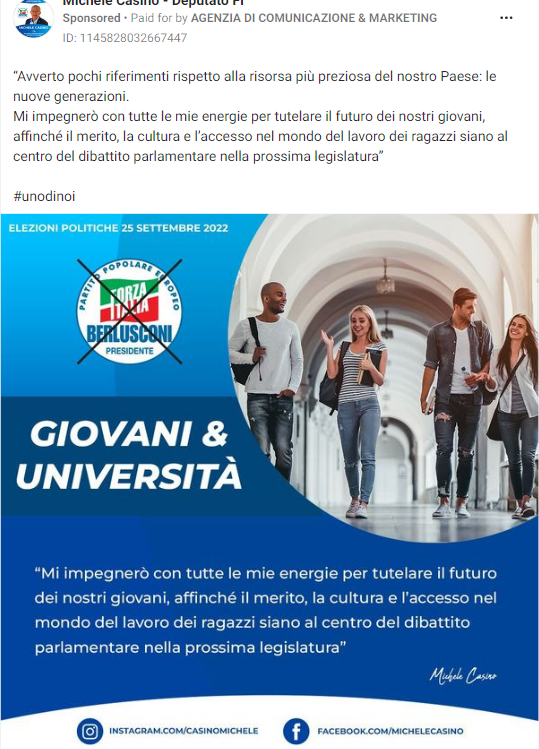 Michele Casino - Deputato FI
Sponsored • Paid for by AGENZIA DI COMUNICAZIONE & MARKETING
ID: 1145828032667447
“Avverto pochi riferimenti rispetto alla risorsa più preziosa del nostro Paese: le
nuove generazioni.
Mi impegnerò con tutte le mie energie per tutelare il futuro dei nostri giovani,
affinché il merito, la cultura e l’accesso nel mondo del lavoro dei ragazzi siano al
centro del dibattito parlamentare nella prossima legislatura”
#unodinoi
ELEZIONI POLITICHE 25 SETTEMBRE 2022
PARTITO POPOLARE EUROPEO
FORZA
ITALIA
BERLUSCONI
PRESIDENTE
GIOVANI &
UNIVERSITÀ
“Mi impegnerò con tutte le mie energie per tutelare il futuro
dei nostri giovani, affinché il merito, la cultura e l’accesso nel
mondo del lavoro dei ragazzi siano al centro del dibattito
parlamentare nella prossima legislatura”
Michele Casino
INSTAGRAM.COM/CASINOMICHELE
FACEBOOK.COM/MICHELECASINO